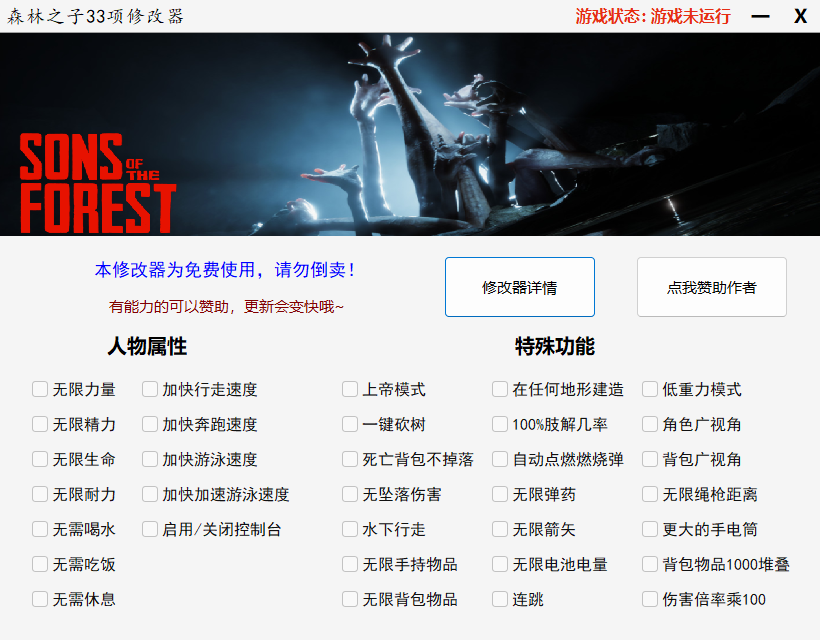 森林之子33项修改器
游戏状态：游戏未运行
— X
SONS
OF
THE
FOREST
本修改器为免费使用，请勿倒卖！
有能力的可以赞助，更新会变快哦~
修改器详情
点我赞助作者
人物属性
特殊功能
无限力量 加快行走速度 上帝模式 在任何地形建造 低重力模式
无限精力 加快奔跑速度 一键砍树 100%肢解几率 角色广视角
无限生命 加快游泳速度 死亡背包不掉落 自动点燃燃烧弹 背包广视角
无限耐力 加快加速游泳速度 无坠落伤害 无限弹药 无限绳枪距离
无需喝水 启用/关闭控制台 水下行走 无限箭矢 更大的手电筒
无需吃饭 无限手持物品 无限电池电量 背包物品1000堆叠
无需休息 无限背包物品 连跳 伤害倍率乘100